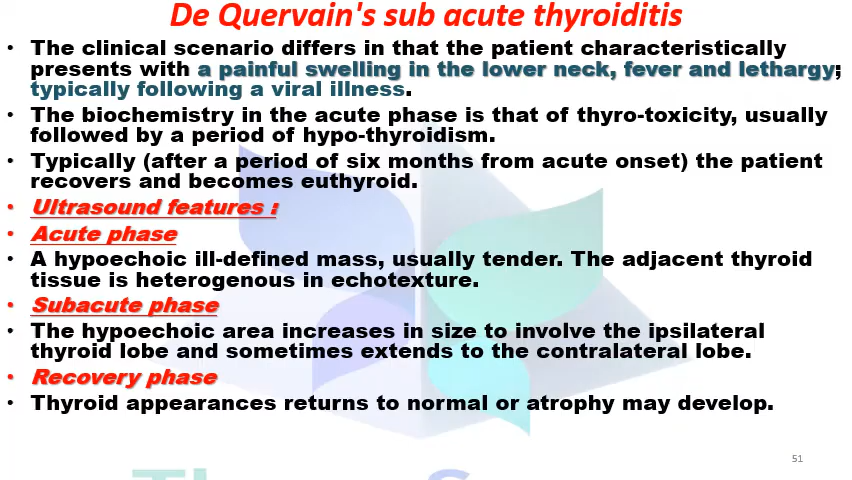 De Quervain's sub acute thyroiditis
• The clinical scenario differs in that the patient characteristically
presents with a painful swelling in the lower neck, fever and lethargy;
typically following a viral illness.
• The biochemistry in the acute phase is that of thyro-toxicity, usually
followed by a period of hypo-thyroidism.
• Typically (after a period of six months from acute onset) the patient
recovers and becomes euthyroid.
• Ultrasound features :
• Acute phase
• A hypoechoic ill-defined mass, usually tender. The adjacent thyroid
tissue is heterogenous in echotexture.
• Subacute phase
• The hypoechoic area increases in size to involve the ipsilateral
thyroid lobe and sometimes extends to the contralateral lobe.
• Recovery phase
• Thyroid appearances returns to normal or atrophy may develop.
51